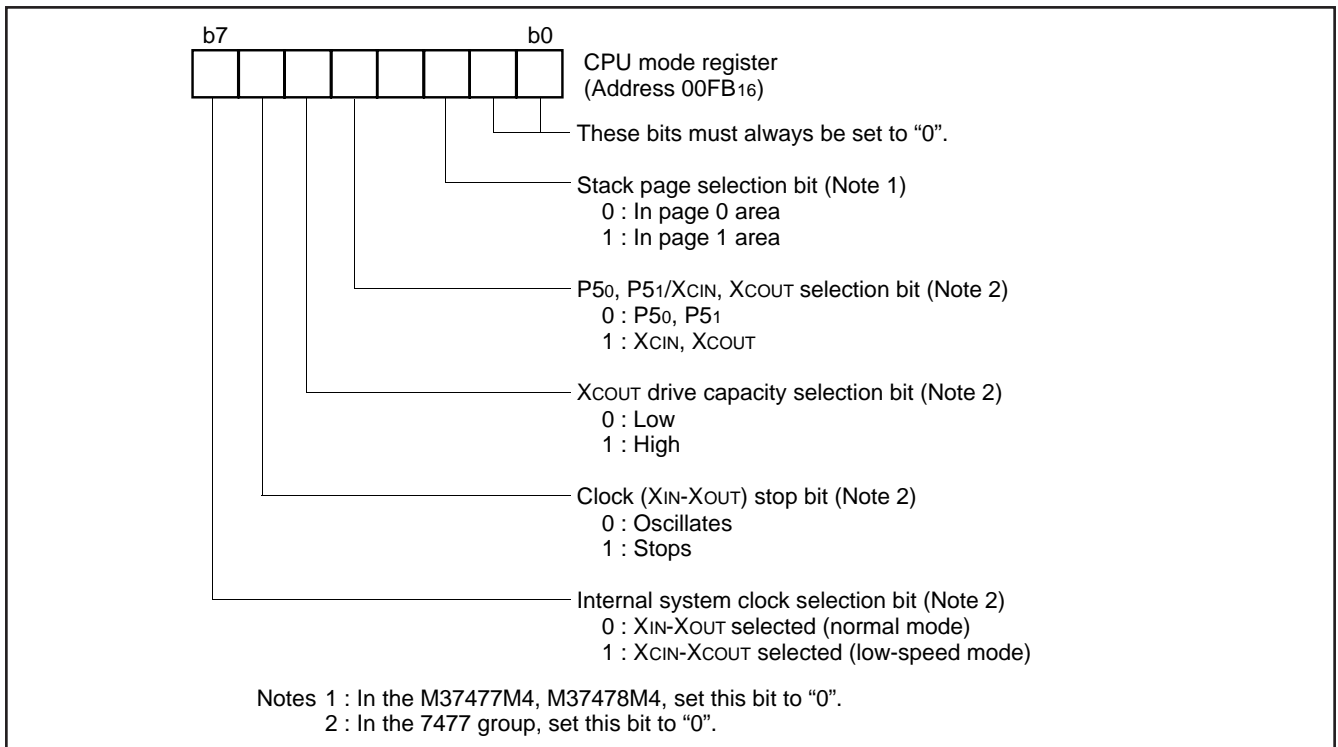 b7 b0
CPU mode register
(Address 00FB16)
These bits must always be set to “0”.
Stack page selection bit (Note 1)
0 : In page 0 area
1 : In page 1 area
P50, P51/XCIN, XCOUT selection bit (Note 2)
0 : P50, P51
1 : XCIN, XCOUT
XCOUT drive capacity selection bit (Note 2)
0 : Low
1 : High
Clock (XIN-XOUT) stop bit (Note 2)
0 : Oscillates
1 : Stops
Internal system clock selection bit (Note 2)
0 : XIN-XOUT selected (normal mode)
1 : XCIN-XCOUT selected (low-speed mode)
Notes 1 : In the M37477M4, M37478M4, set this bit to “0”.
2 : In the 7477 group, set this bit to “0”.